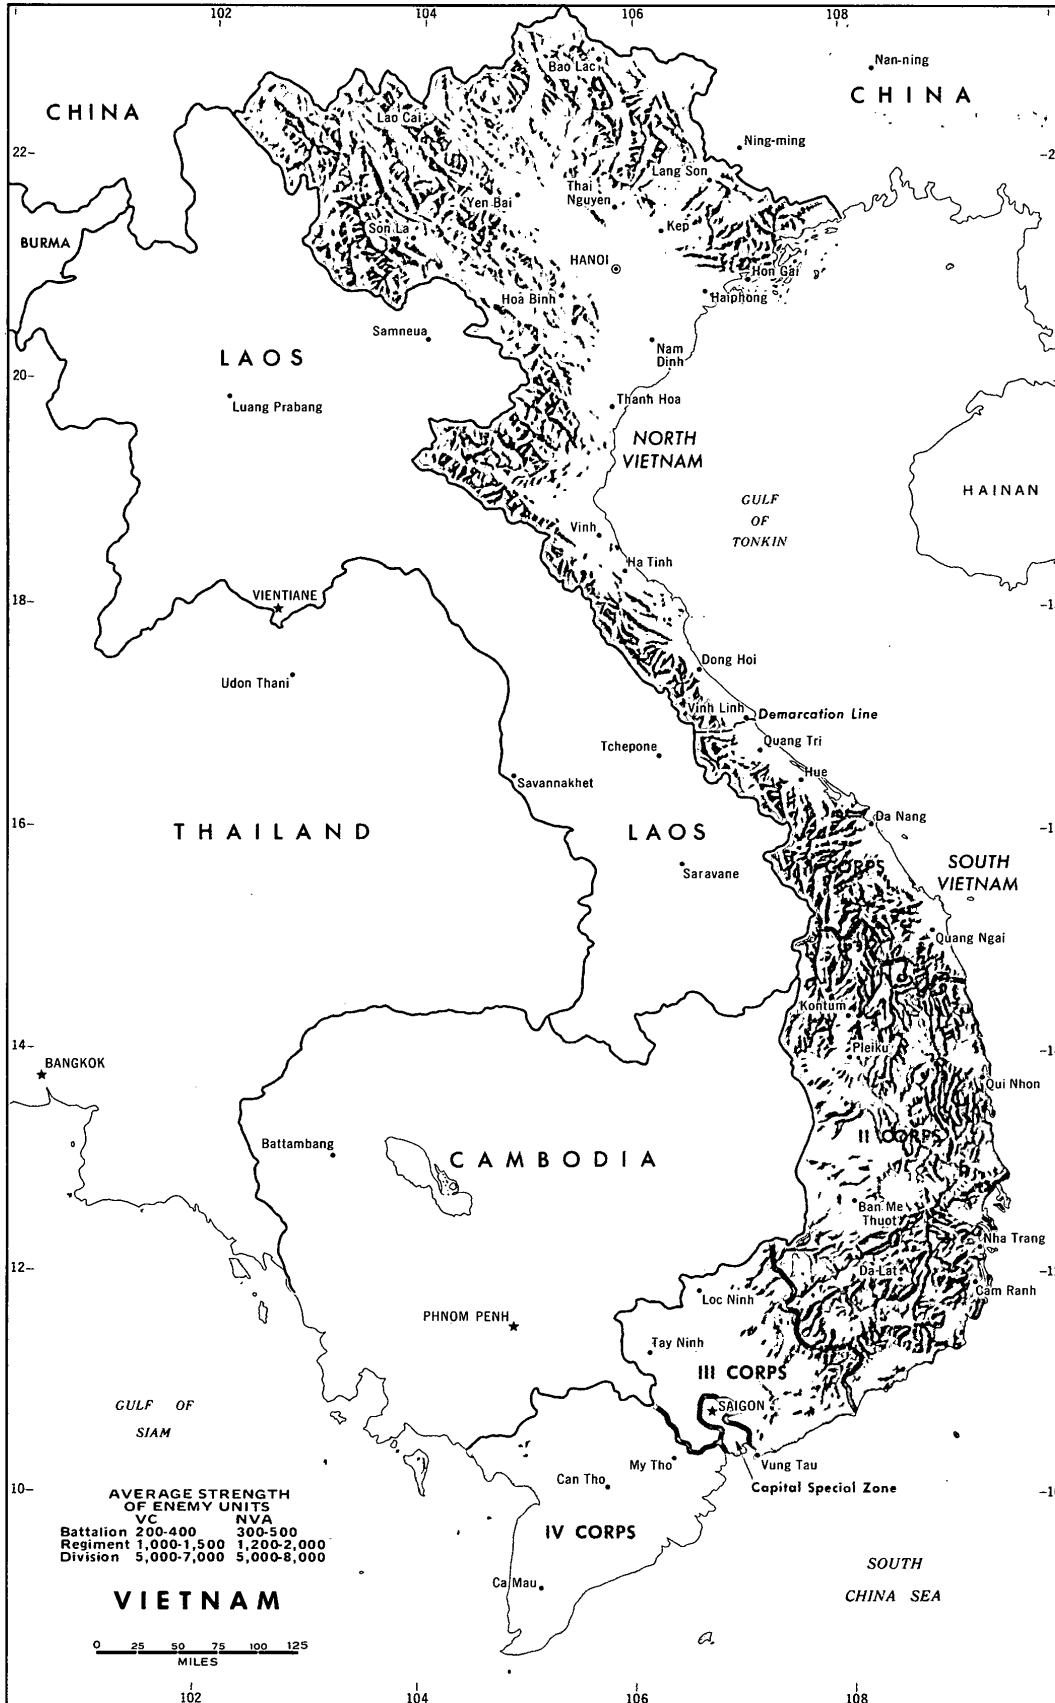 102 104 106 108
Nan-ning
Bao Lac
CHINA
CHINA
Lao Cai
Ning-ming
22
Lang Son
Thai
Nguyen
Yen Bai
Kep
Son La
BURMA
HANOI
Hon Gai
Hoa Binh
Haiphong
Samneua
Nam
Dinh
LAOS
20
Thanh Hoa
Luang Prabang
NORTH
VIETNAM
HAINAN
GULF
OF
TONKIN
Vinh
Ha Tinh
VIENTIANE
18
Dong Hoi
Udon Thani
Vinh Linh
Demarcation Line
Quang Tri
Tchepone
Hue
Savannakhet
Da Nang
16
THAILAND
LAOS
SOUTH
VIETNAM
CORPS
Saravane
Quang Ngai
Kontum
14
Pleiku
BANGKOK
Qui Nhon
II CORPS
Battambang
CAMBODIA
Ban Me
Thuot
Nha Trang
12
Da Lat
Cam Ranh
Loc Ninh
PHNOM PENH
Tay Ninh
III CORPS
GULF OF
SIAM
SAIGON
My Tho
Vung Tau
Can Tho
Capital Special Zone
10
AVERAGE STRENGTH
OF ENEMY UNITS
VC NVA
Battalion 200-400 300-500
Regiment 1,000-1,500 1,200-2,000
Division 5,000-7,000 5,000-8,000
IV CORPS
SOUTH
CHINA SEA
Ca Mau
VIETNAM
0 25 50 75 100 125
MILES
102 104 106 108